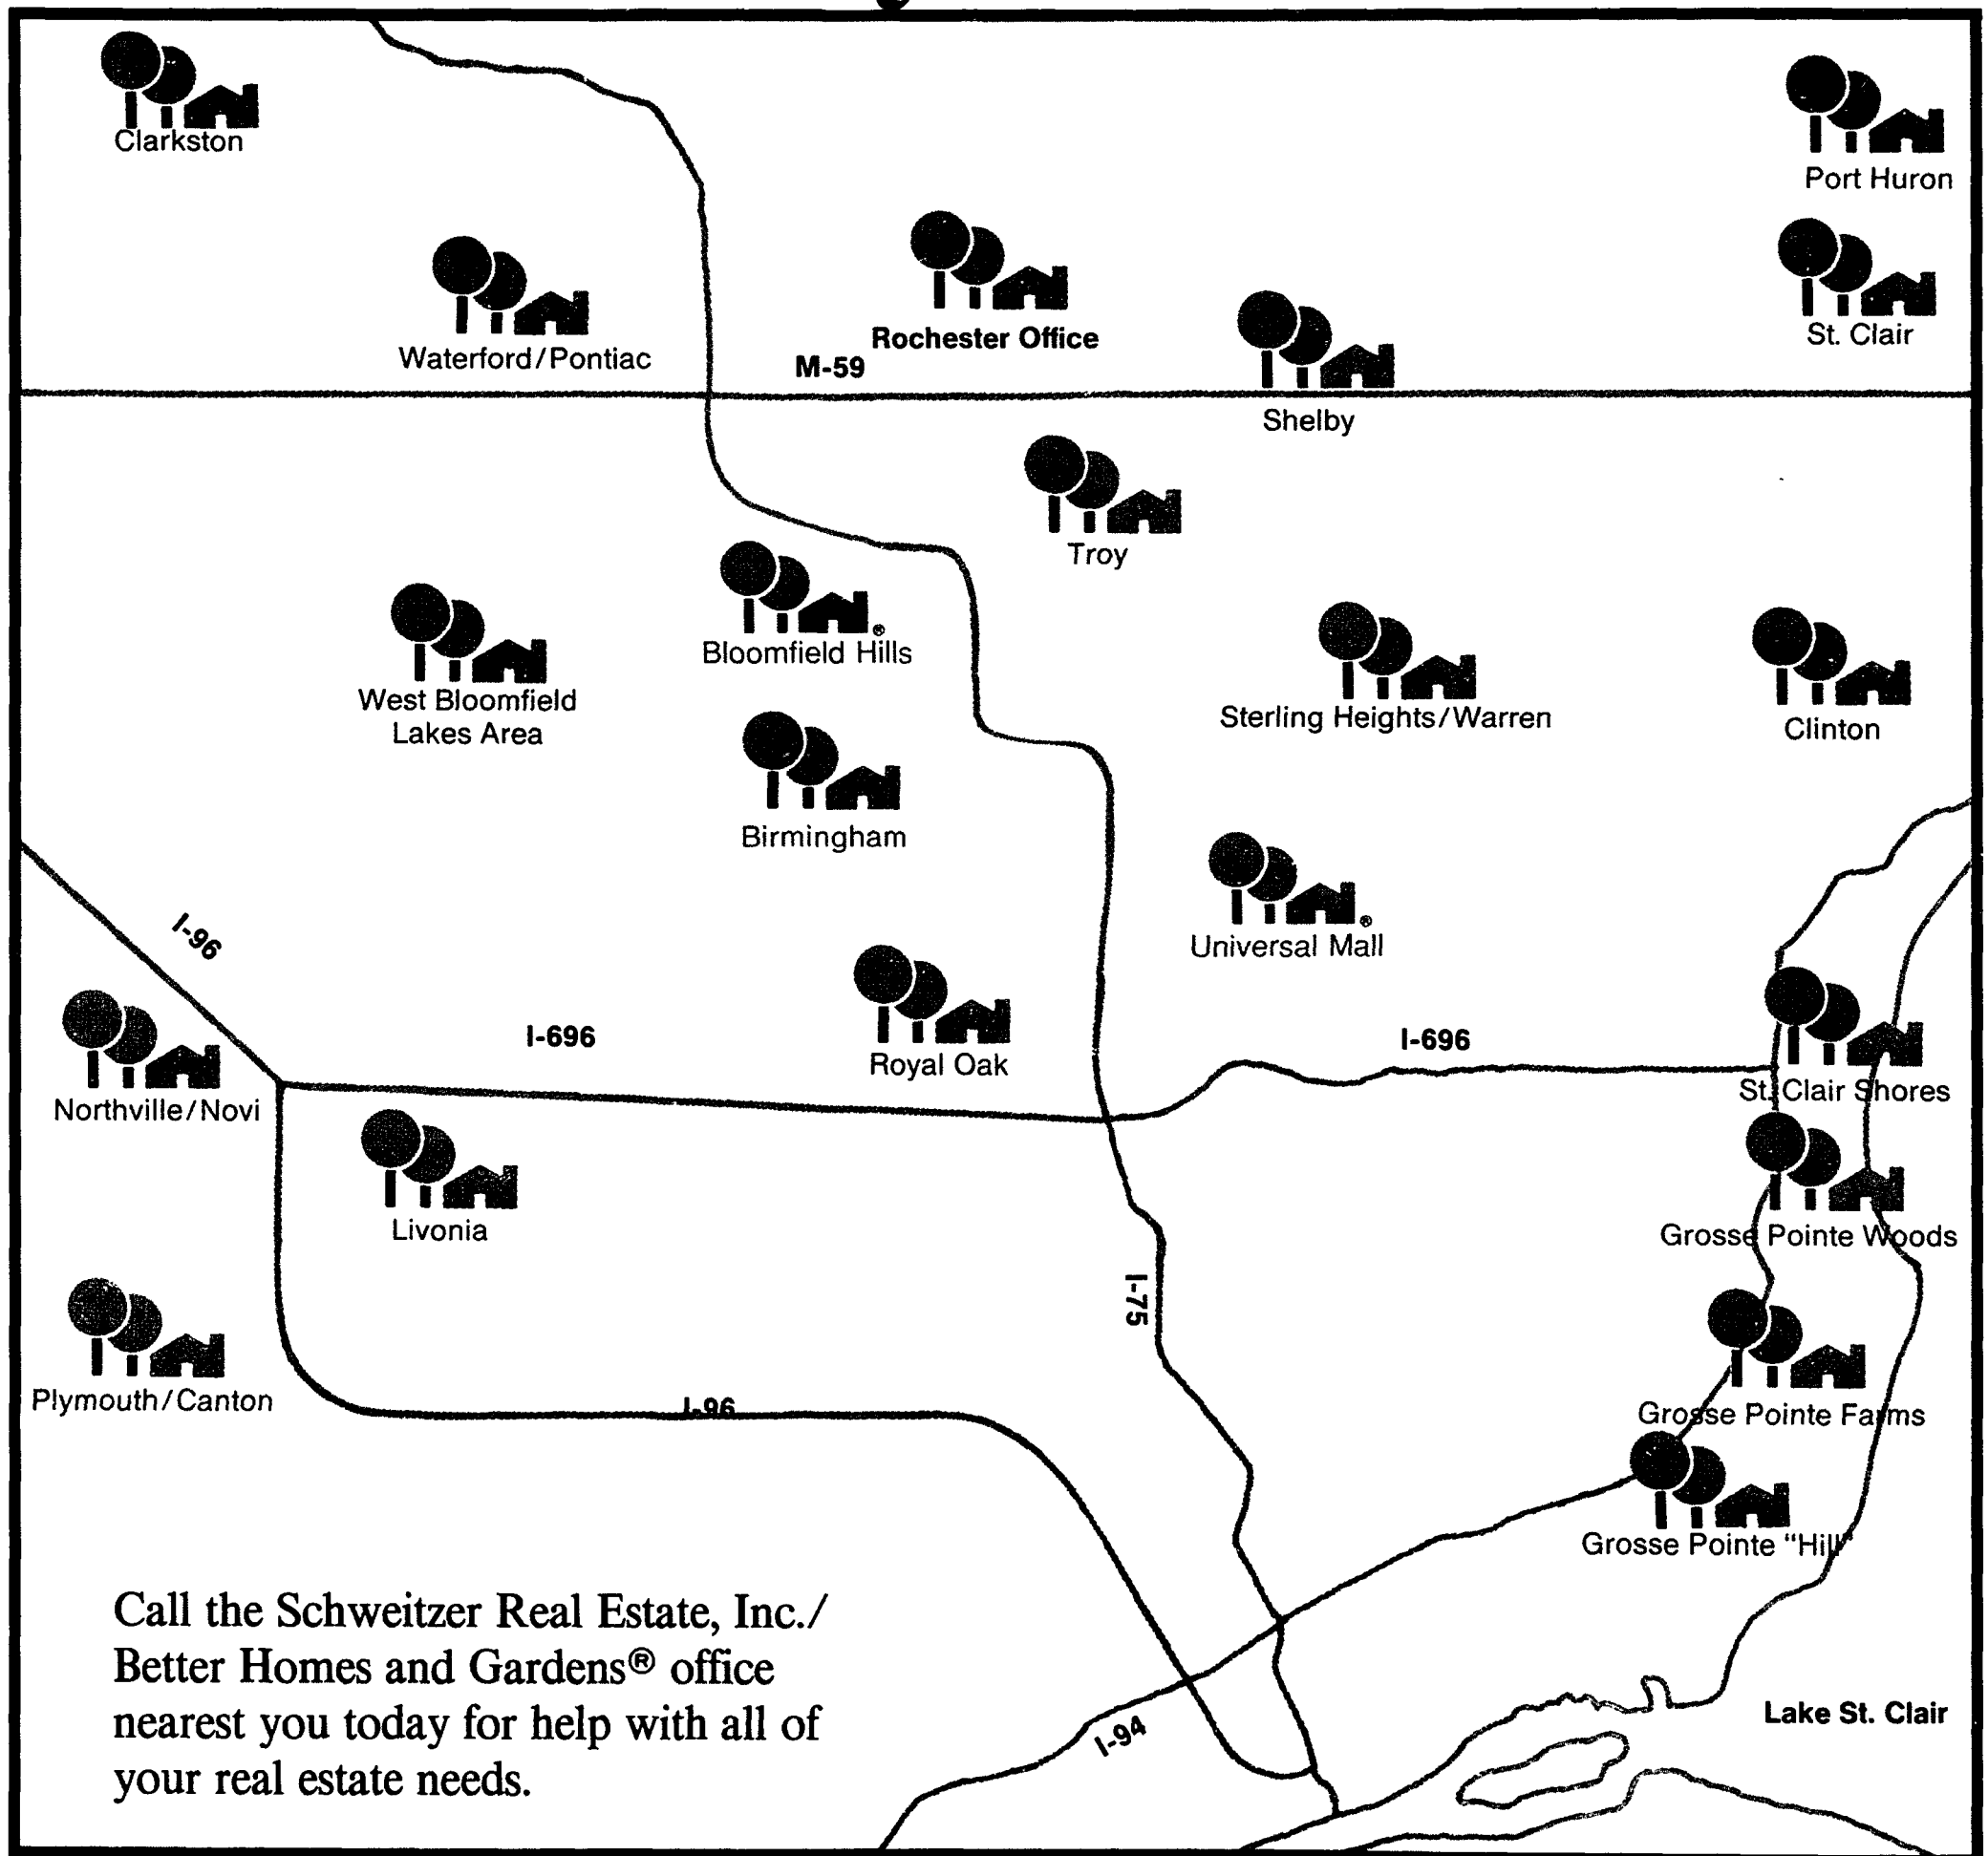 Clarkston
Port Huron
Waterford/Pontiac
Rochester Office
St. Clair
M-59
Shelby
Troy
Bloomfield Hills
West Bloomfield
Lakes Area
Sterling Heights/Warren
Clinton
Birmingham
I-96
Universal Mall
I-696
Royal Oak
I-696
St. Clair Shores
Northville/Novi
Livonia
Grosse Pointe Woods
I-75
Plymouth/Canton
I-96
Grosse Pointe Farms
Grosse Pointe "Hill"
Call the Schweitzer Real Estate, Inc./
Better Homes and Gardens® office
nearest you today for help with all of
your real estate needs.
I-94
Lake St. Clair